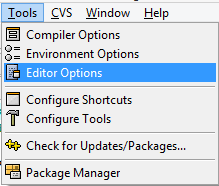 Tools CVS Window Help
Compiler Options
Environment Options
Editor Options
Configure Shortcuts
Configure Tools
Check for Updates/Packages...
Package Manager